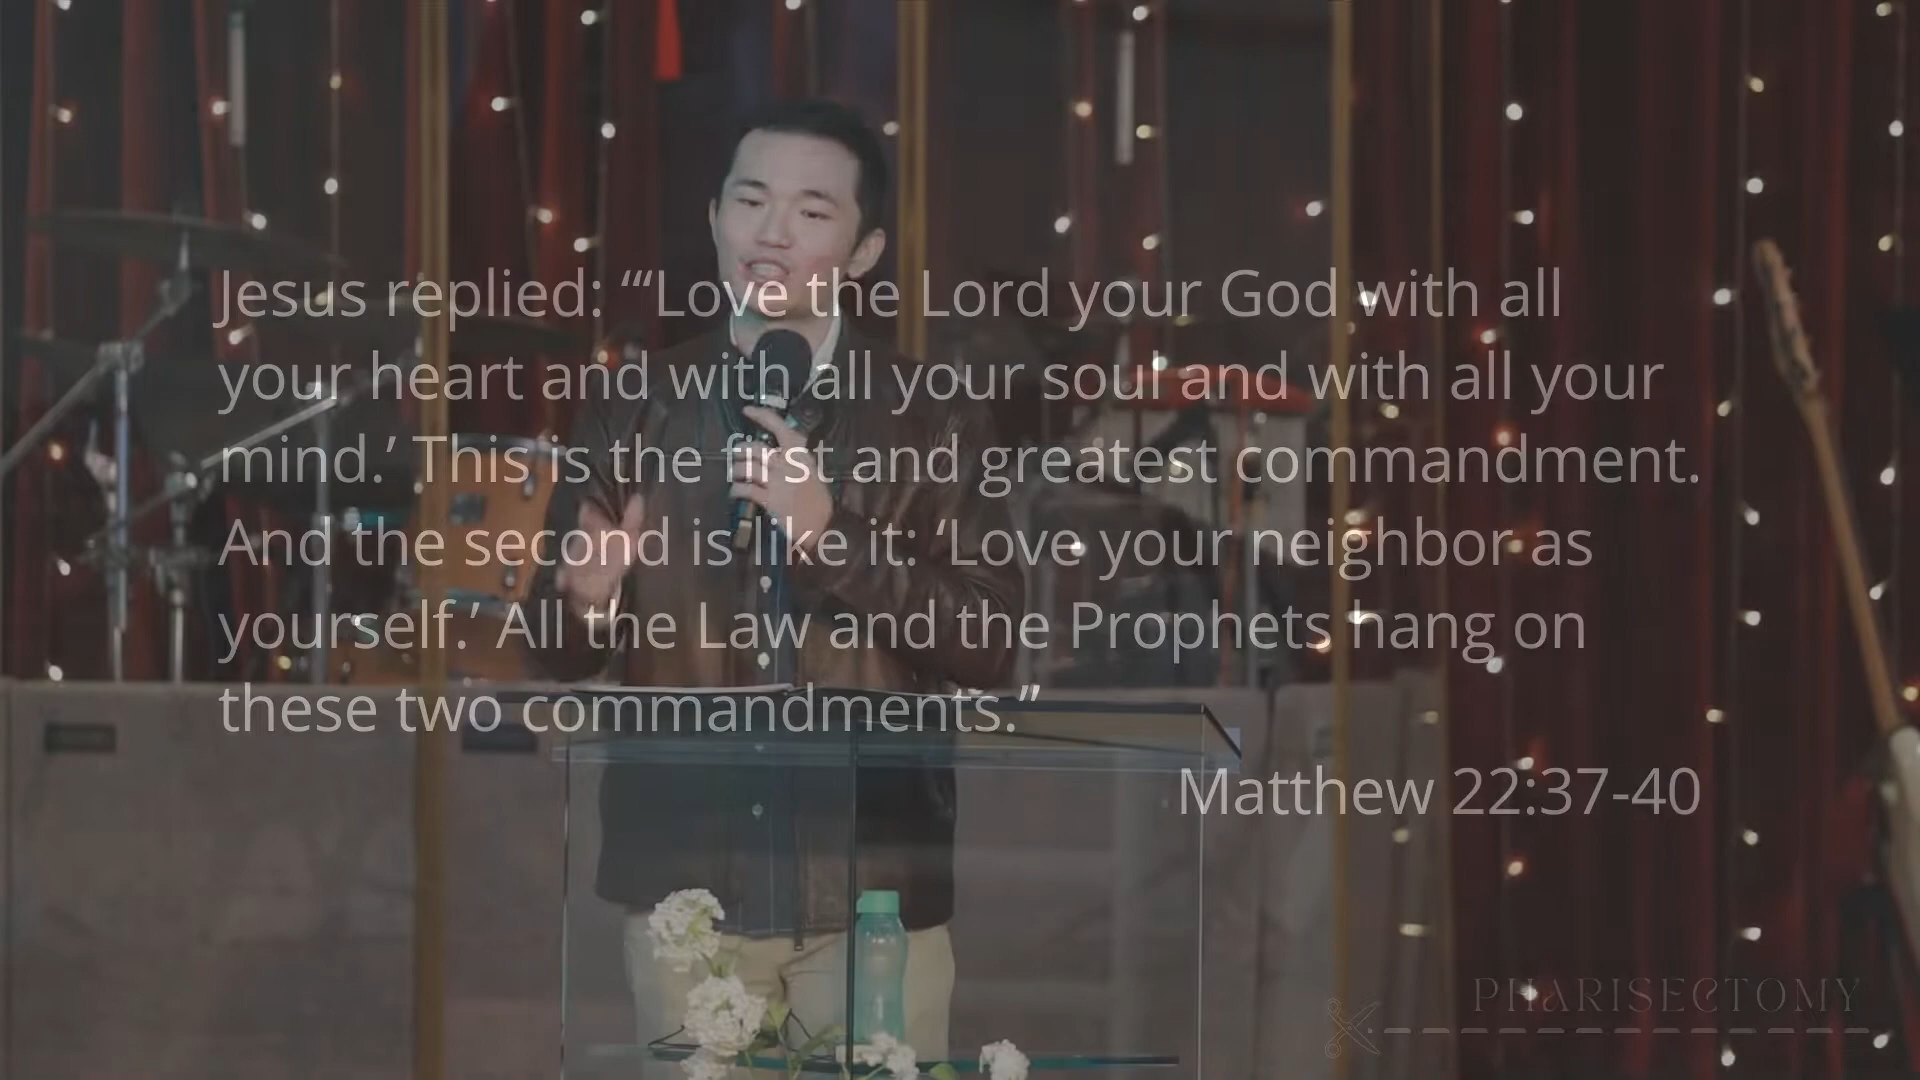 Jesus replied: “‘Love the Lord your God with all
your heart and with all your soul and with all your
mind.’ This is the first and greatest commandment.
And the second is like it: ‘Love your neighbor as
yourself.’ All the Law and the Prophets hang on
these two commandments.”
Matthew 22:37-40
PHARISECTOMY